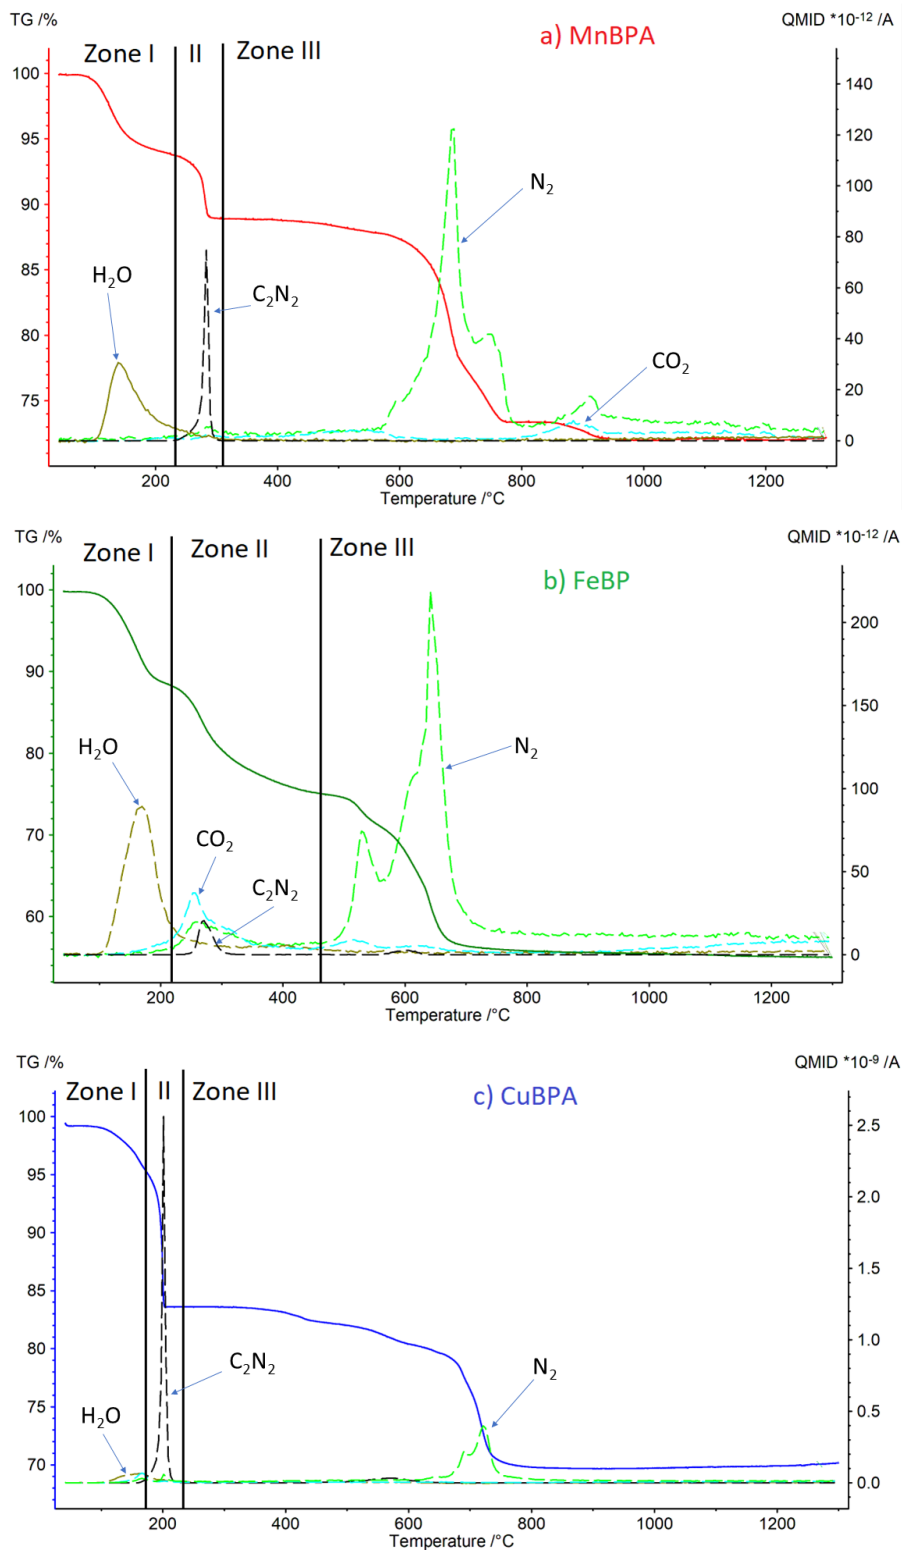 TG /%
QMID *10-12 /A
a) MnBPA
Zone I II Zone III
100
95
90
85
80
75
140
120
100
80
60
40
20
0
N2
H2O
C2N2
CO2
200 400 600 800 1000 1200
Temperature /°C
TG /%
QMID *10-12 /A
Zone I Zone II Zone III
b) FeBP
100
90
80
70
60
200
150
100
50
0
H2O
N2
CO2
C2N2
200 400 600 800 1000 1200
Temperature /°C
TG /%
QMID *10-9 /A
Zone I II Zone III
c) CuBPA
100
95
90
85
80
75
70
2.5
2.0
1.5
1.0
0.5
0.0
C2N2
N2
H2O
200 400 600 800 1000 1200
Temperature /°C